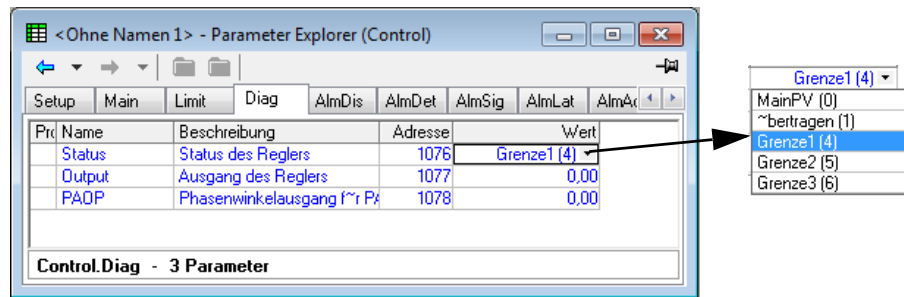 <Ohne Namen 1> - Parameter Explorer (Control)
Setup Main Limit Diag AlmDis AlmDet AlmSig AlmLat
Name Beschreibung Adresse Wert
Status Status des Reglers 1076 Grenze1 (4)
Output Ausgang des Reglers 1077 0,00
PAOP Phasenwinkelausgang f~r 1078 0,00
Control.Diag - 3 Parameter
Grenze1 (4)
MainPV (0)
~bertragen (1)
Grenze1 (4)
Grenze2 (5)
Grenze3 (6)